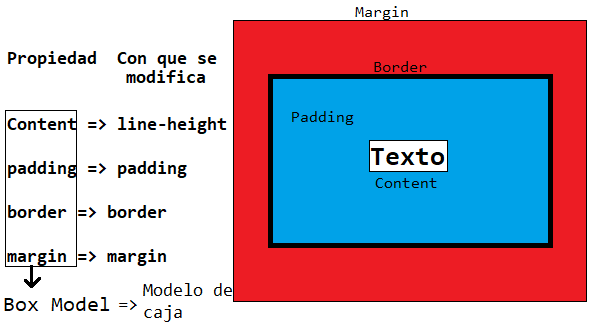 Propiedad Con que se
modifica
Content => line-height
padding => padding
border => border
margin => margin
Box Model => Modelo de
caja
Margin
Border
Padding
Texto
Content